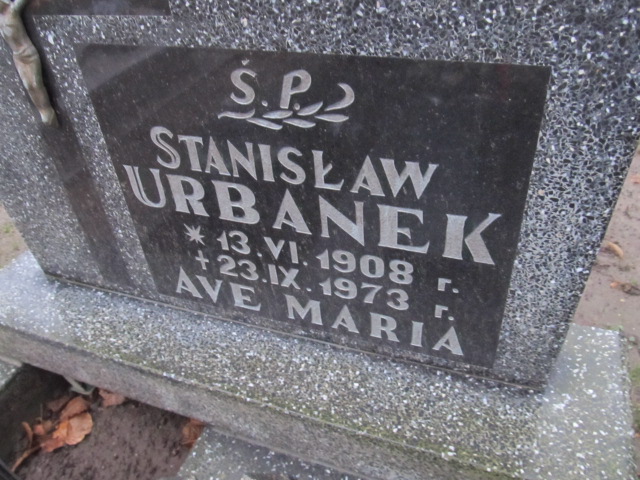 Ś.P.
STANISŁAW
URBANEK
* 13.VI.1908 r.
+ 23.IX.1973 r.
AVE MARIA